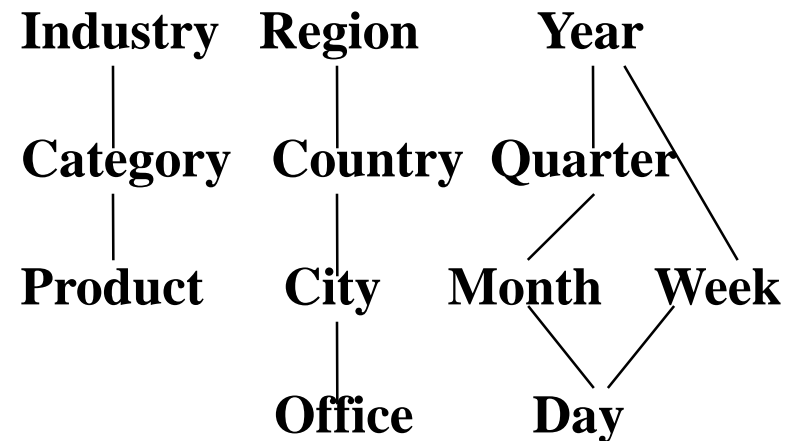 Industry Region Year
Category Country Quarter
Product City Month Week
Office Day